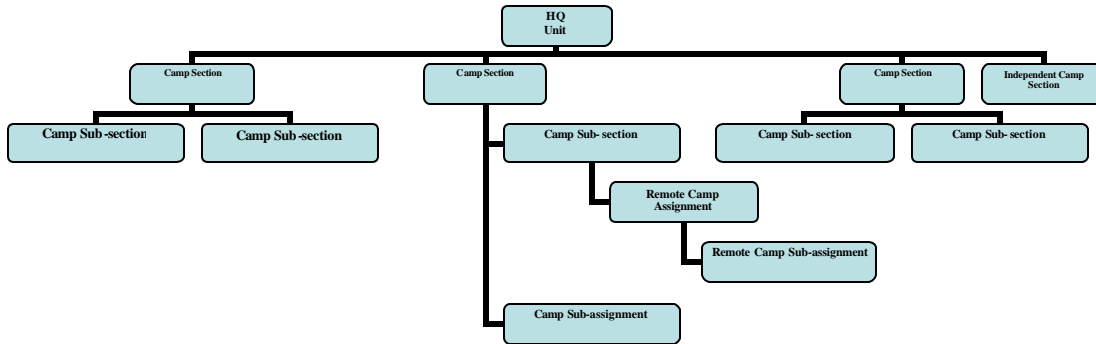 HQ
Unit
Camp Section
Camp Section
Camp Section
Independent Camp
Section
Camp Sub-section
Camp Sub-section
Camp Sub- section
Camp Sub- section
Camp Sub- section
Remote Camp
Assignment
Remote Camp Sub-assignment
Camp Sub-assignment